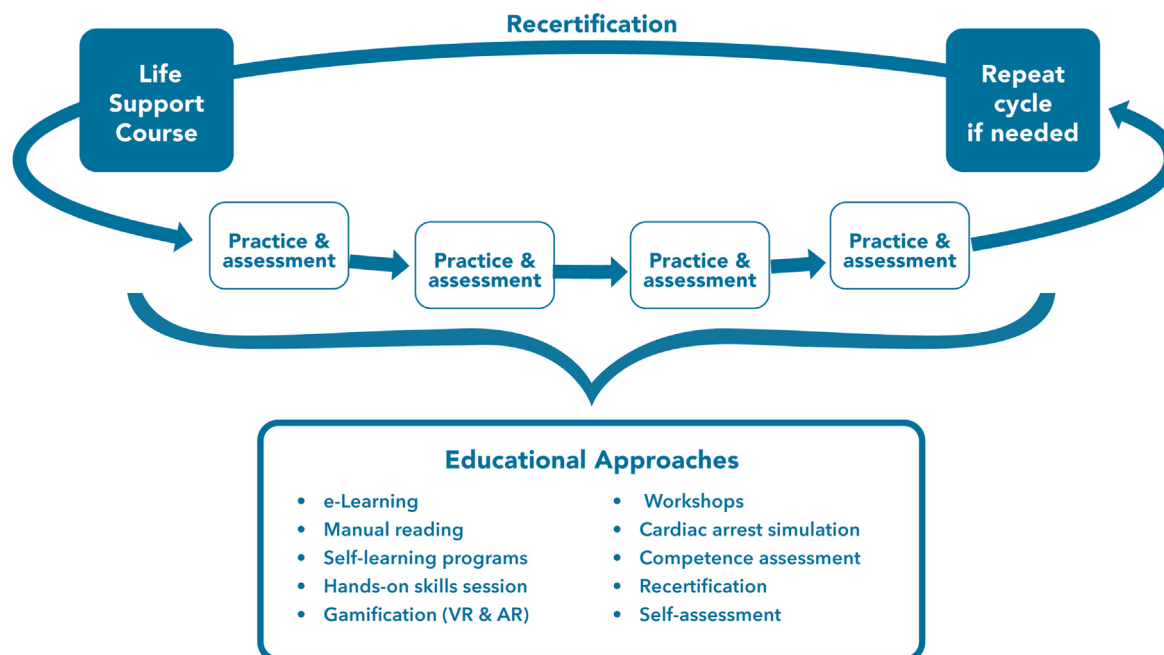 Recertification
Life
Support
Course
Repeat
cycle
if needed
Practice &
assessment
Practice &
assessment
Practice &
assessment
Practice &
assessment
Educational Approaches
• e-Learning
• Manual reading
• Self-learning programs
• Hands-on skills session
• Gamification (VR & AR)
• Workshops
• Cardiac arrest simulation
• Competence assessment
• Recertification
• Self-assessment